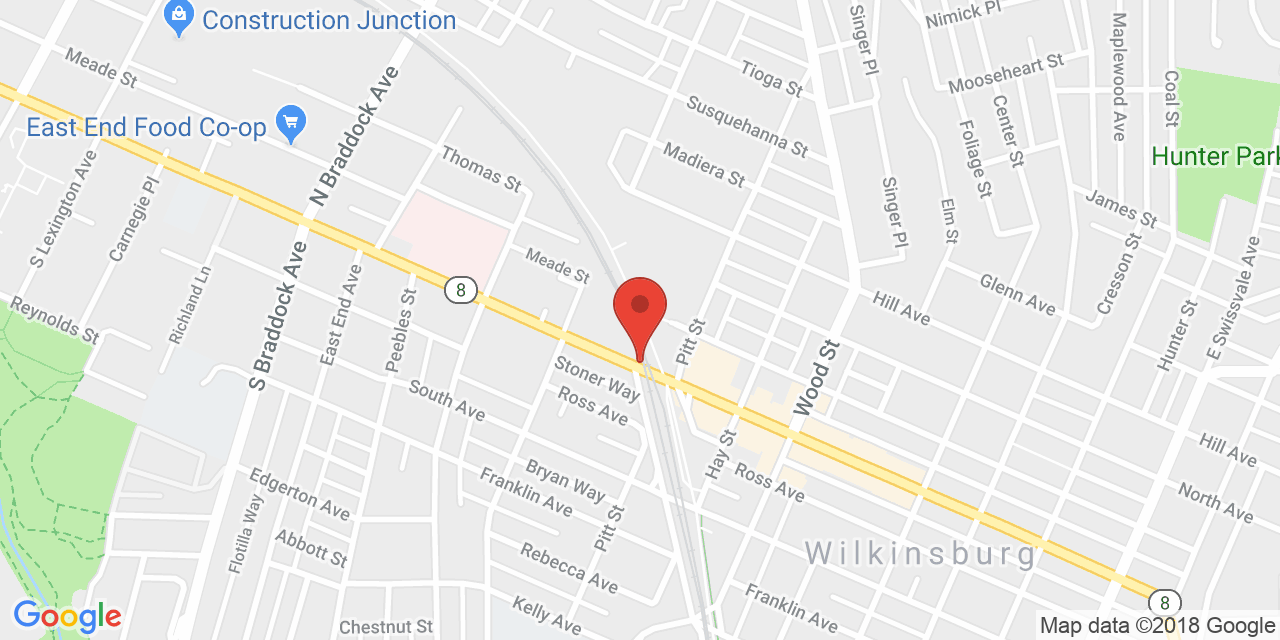 Construction Junction
Nimick Pl
Singer Pl
Maplewood Ave
Meade St
Tioga St
Mooseheart St
Coal St
N Braddock Ave
Susquehanna St
Center St
East End Food Co-op
Foliage St
Thomas St
Madiera St
Hunter Park
S Lexington Ave
Carnegie Pl
Singer Pl
Elm St
James St
Meade St
Cresson St
E Swissvale Ave
S Braddock Ave
East End Ave
Peebles St
8
Richland Ln
Reynolds St
Glenn Ave
Hill Ave
Hunter St
Pitt St
Wood St
Stoner Way
Ross Ave
South Ave
Hay St
Hill Ave
Ross Ave
Bryan Way
Franklin Ave
North Ave
Edgerton Ave
Flotilla Way
Pitt St
Abbott St
Wilkinsburg
Rebecca Ave
Franklin Ave
8
Kelly Ave
Chestnut St
Google
Map data ©2018 Google